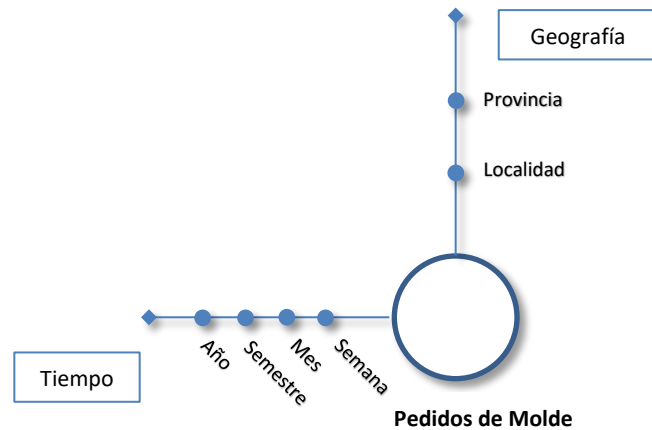 Geografía
Provincia
Localidad
Año
Semestre
Mes
Semana
Tiempo
Pedidos de Molde